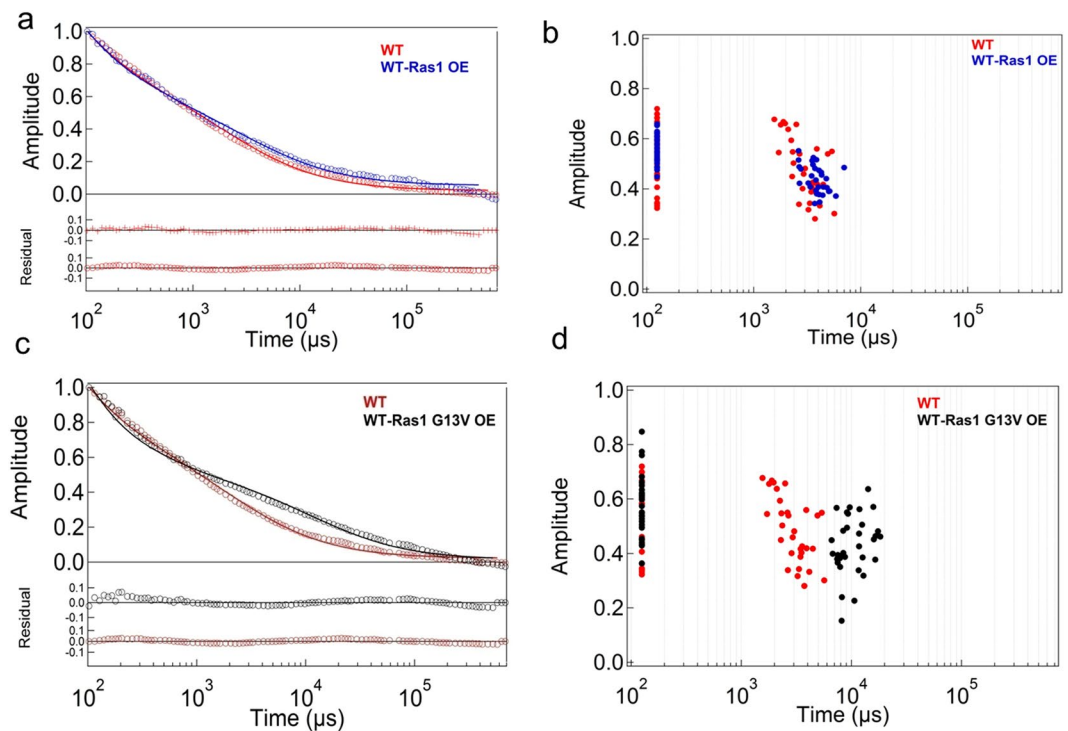 a
WT
WT-Ras1 OE
Amplitude
1.0
0.8
0.6
0.4
0.2
0.0
Residual
0.1
0.0
-0.1
0.1
0.0
-0.1
10² 10³ 10⁴ 10⁵
Time (µs)
b
WT
WT-Ras1 OE
Amplitude
1.0
0.8
0.6
0.4
0.2
0.0
10² 10³ 10⁴ 10⁵
Time (µs)
c
WT
WT-Ras1 G13V OE
Amplitude
1.0
0.8
0.6
0.4
0.2
0.0
Residual
0.1
0.0
-0.1
0.1
0.0
-0.1
10² 10³ 10⁴ 10⁵
Time (µs)
d
WT
WT-Ras1 G13V OE
Amplitude
1.0
0.8
0.6
0.4
0.2
0.0
10² 10³ 10⁴ 10⁵
Time (µs)